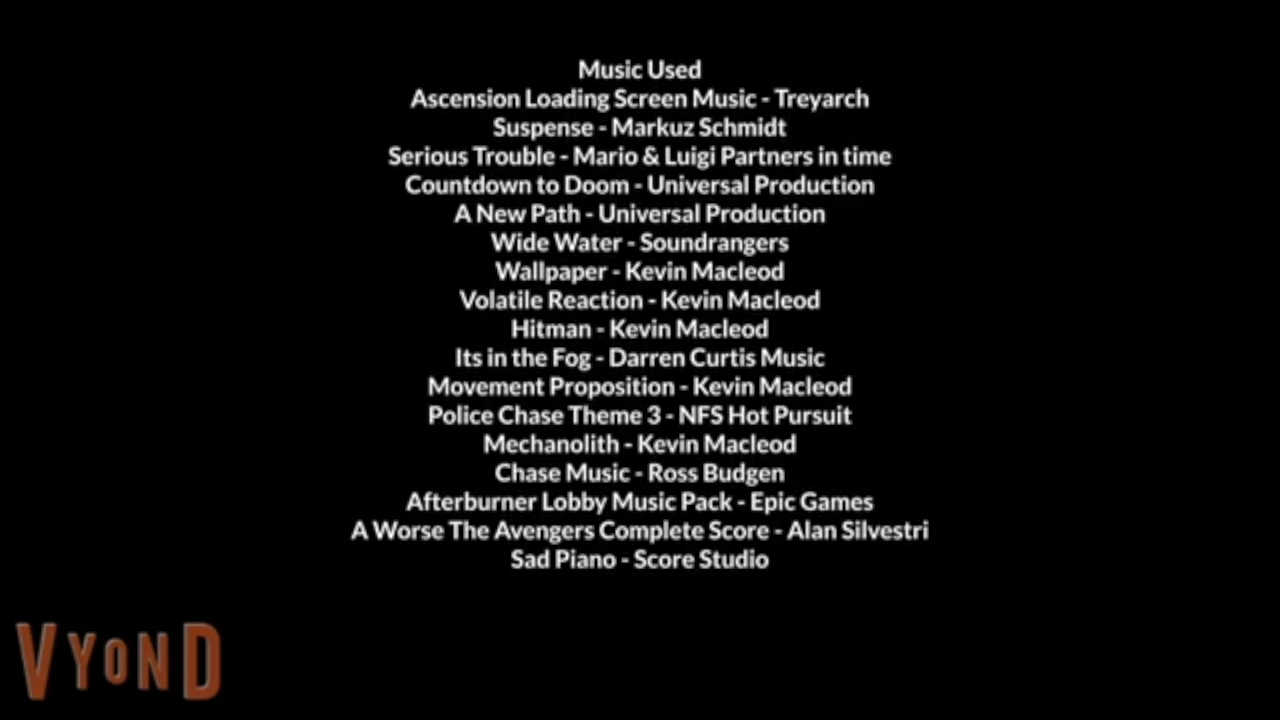 Music Used
Ascension Loading Screen Music - Treyarch
Suspense - Markuz Schmidt
Serious Trouble - Mario & Luigi Partners in time
Countdown to Doom - Universal Production
A New Path - Universal Production
Wide Water - Soundrangers
Wallpaper - Kevin Macleod
Volatile Reaction - Kevin Macleod
Hitman - Kevin Macleod
Its in the Fog - Darren Curtis Music
Movement Proposition - Kevin Macleod
Police Chase Theme 3 - NFS Hot Pursuit
Mechanolith - Kevin Macleod
Chase Music - Ross Budgen
Afterburner Lobby Music Pack - Epic Games
A Worse The Avengers Complete Score - Alan Silvestri
Sad Piano - Score Studio
VYOND